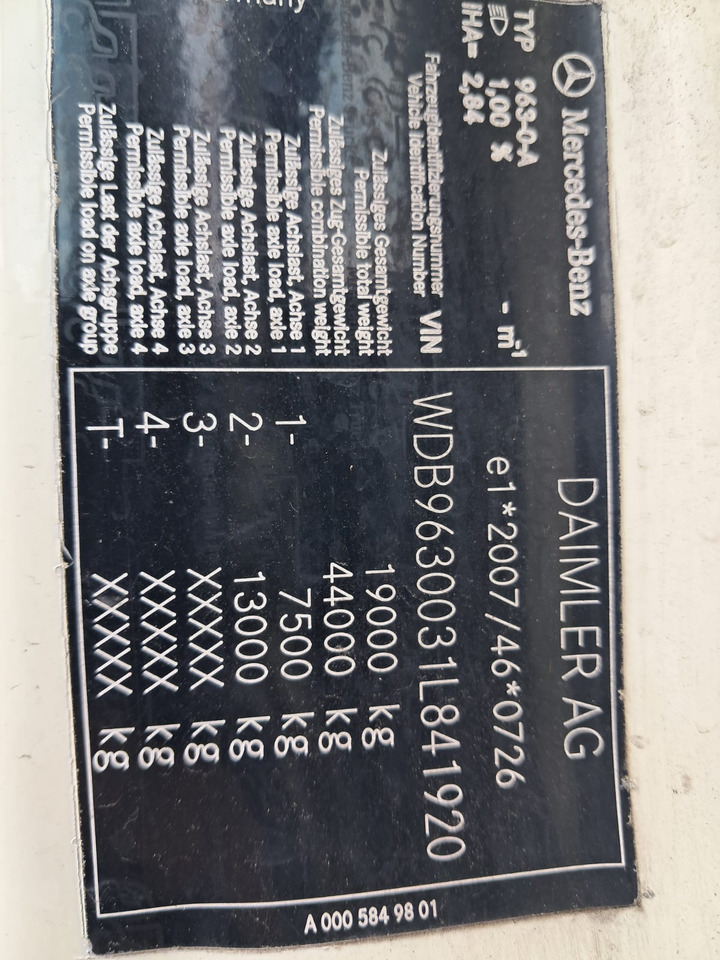 Mercedes-Benz
TYP 963-0-A
1,00 %
- m-1
IHA= 2,84
DAIMLER AG
e1*2007/46*0726
Fahrzeugidentifizierungsnummer
Vehicle Identification Number VIN
WDB9630031L841920
Zulässiges Gesamtgewicht
Permissible total weight
19000 kg
Zulässiges Zug-Gesamtgewicht
Permissible combination weight
44000 kg
Zulässige Achslast, Achse 1
Permissible axle load, axle 1
1- 7500 kg
Zulässige Achslast, Achse 2
Permissible axle load, axle 2
2- 13000 kg
Zulässige Achslast, Achse 3
Permissible axle load, axle 3
3- XXXXX kg
Zulässige Achslast, Achse 4
Permissible axle load, axle 4
4- XXXXX kg
Zulässige Last der Achsgruppe
Permissible load on axle group
T- XXXXX kg
A 000 584 98 01